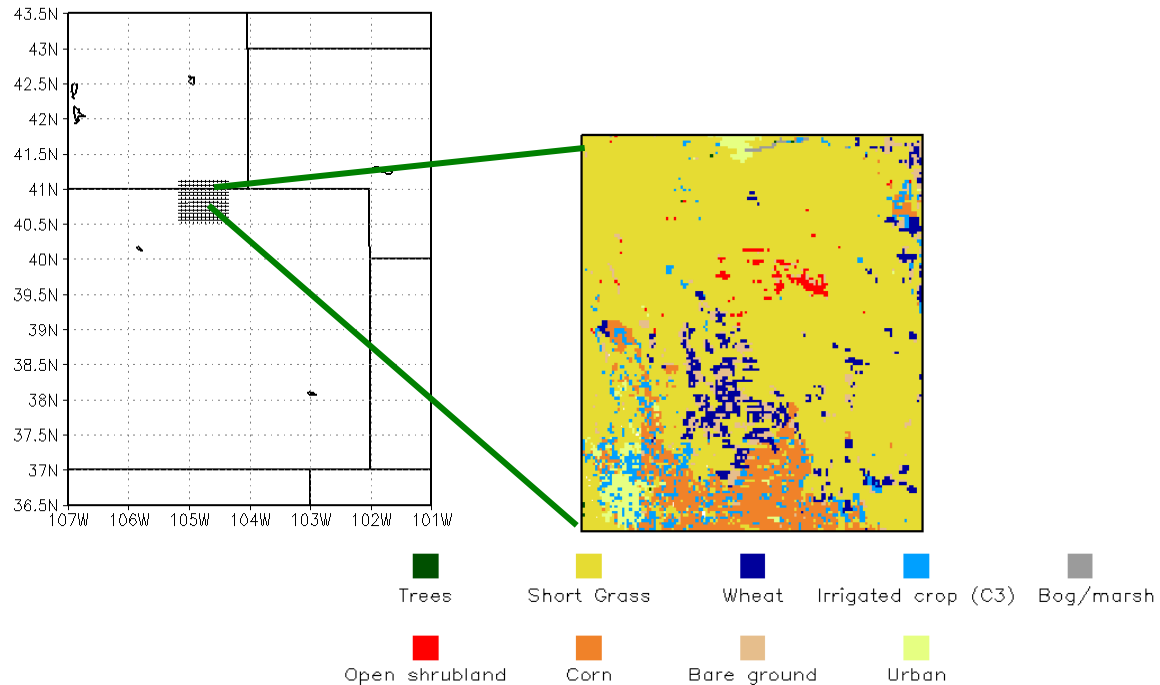 43.5N
43N
42.5N
42N
41.5N
41N
40.5N
40N
39.5N
39N
38.5N
38N
37.5N
37N
36.5N
107W 106W 105W 104W 103W 102W 101W
Trees Short Grass Wheat Irrigated crop (C3) Bog/marsh
Open shrubland Corn Bare ground Urban